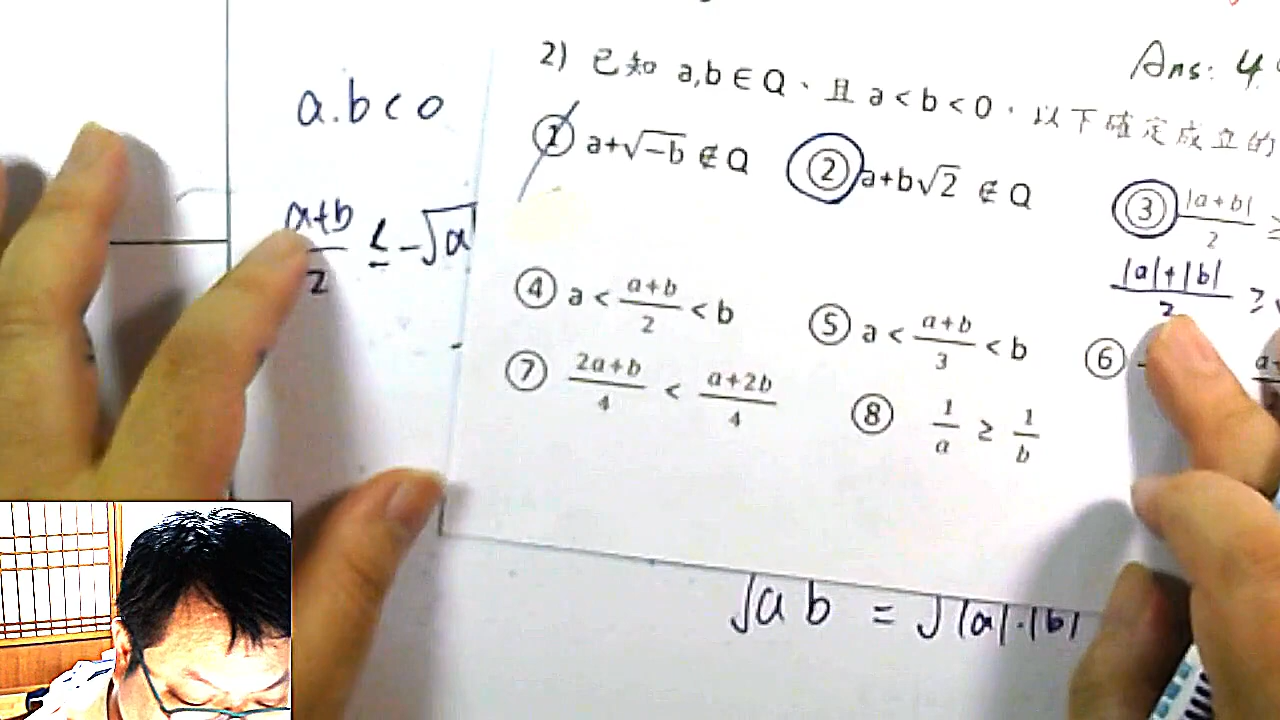 Ans: 4
2) 已知 a,b ∈ Q、且 a < b < 0，以下確定成立的
① a+√-b ∉ Q ② a+b√2 ∉ Q ③ |a+b|/2 ≥
|a|+|b|/2 ≥
④ a < a+b/2 < b ⑤ a < a+b/3 < b ⑥
⑦ 2a+b/4 < a+2b/4 ⑧ 1/a ≥ 1/b
a.b < 0
a+b/2 ≤ -√a
√ab = √|a|·|b|